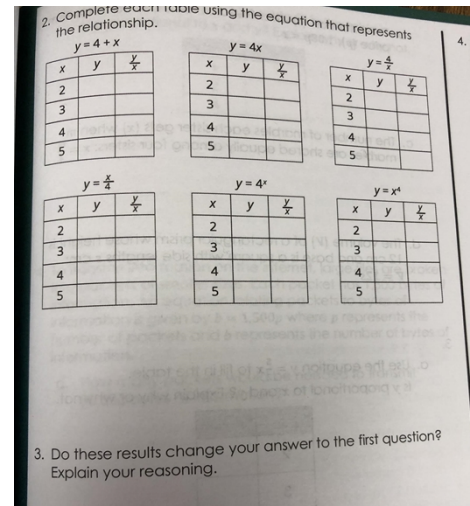 2. Complete each table using the equation that represents
the relationship.
4.
y = 4 + x
x y y/x
2
3
4
5
y = 4x
x y y/x
2
3
4
5
y = 4/x
x y y/x
2
3
4
5
y = x/4
x y y/x
2
3
4
5
y = 4ˣ
x y y/x
2
3
4
5
y = x⁴
x y y/x
2
3
4
5
3. Do these results change your answer to the first question?
Explain your reasoning.